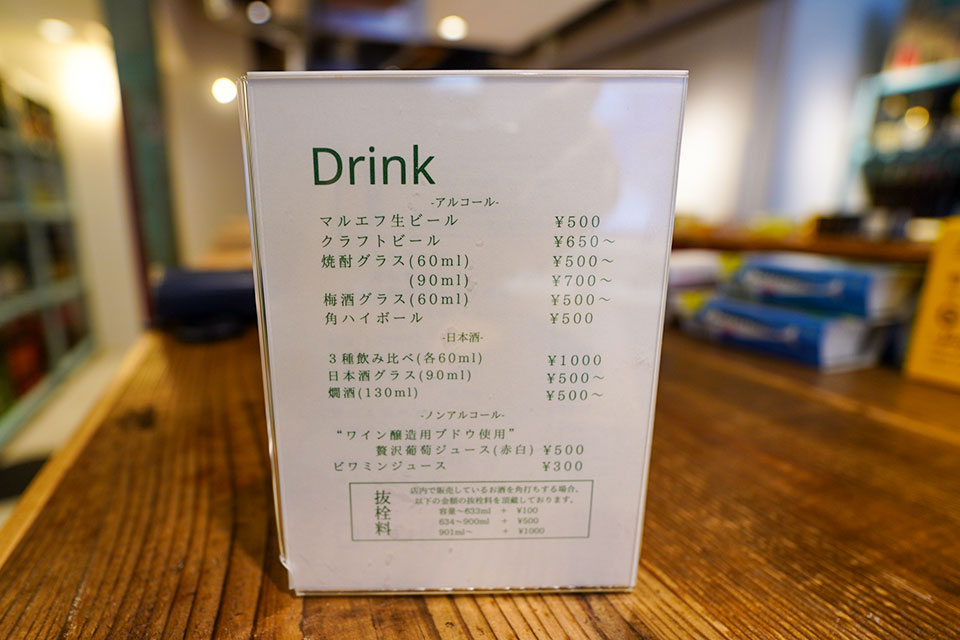 Drink
-アルコール-
マルエフ生ビール ¥500
クラフトビール ¥650～
焼酎グラス(60ml) ¥500～
(90ml) ¥700～
梅酒グラス(60ml) ¥500～
角ハイボール ¥500
-日本酒-
3種飲み比べ(各60ml) ¥1000
日本酒グラス(90ml) ¥500～
燗酒(130ml) ¥500～
-ノンアルコール-
“ワイン醸造用ブドウ使用”
贅沢葡萄ジュース(赤白) ¥500
ビワミンジュース ¥300
抜栓料
店内で販売しているお酒を角打ちする場合、
以下の金額の抜栓料を頂戴しております。
容量～633ml + ¥100
634～900ml + ¥500
901ml～ + ¥1000